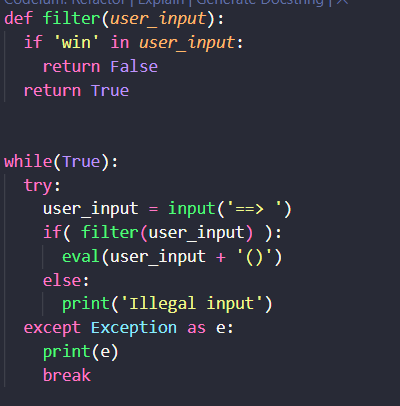 Codeium: Refactor | Explain | Generate Docstring | X
def filter(user_input):
  if 'win' in user_input:
    return False
  return True
while(True):
  try:
    user_input = input('==> ')
    if( filter(user_input) ):
      eval(user_input + '()')
    else:
      print('Illegal input')
  except Exception as e:
    print(e)
    break